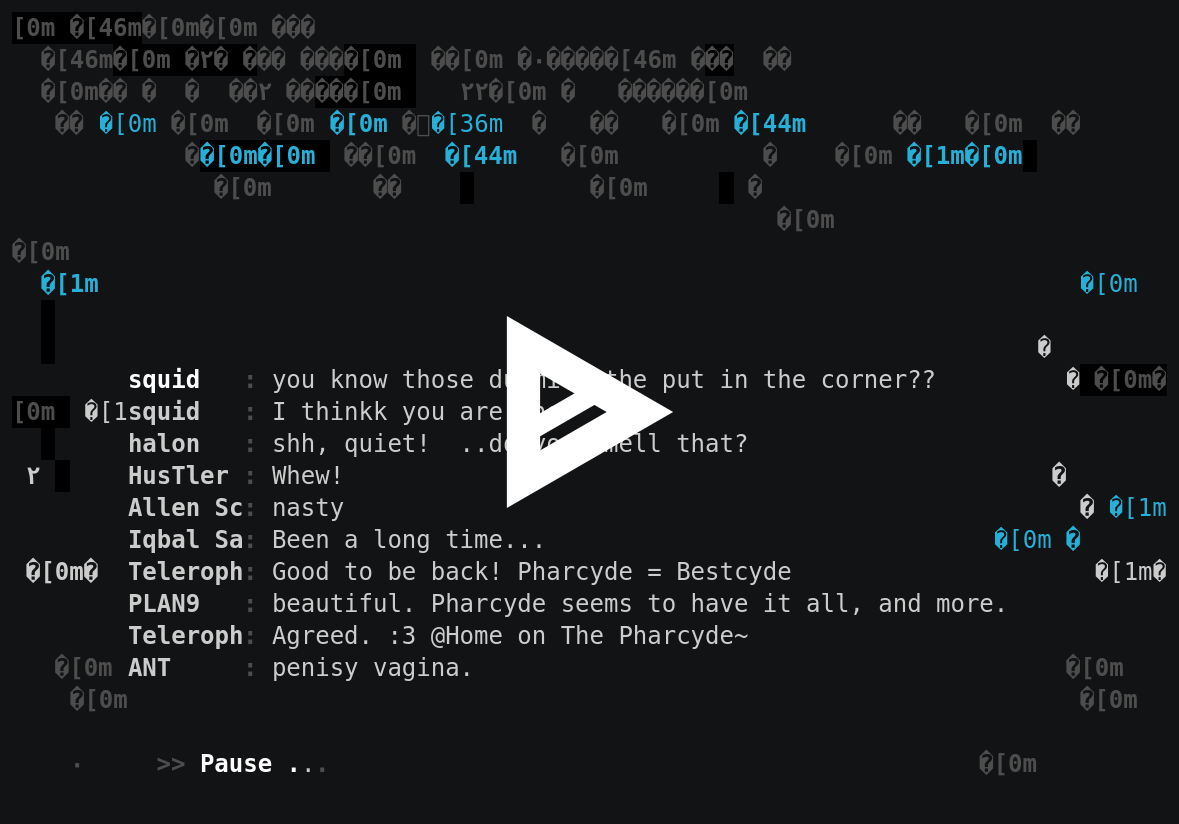 [0m �[46m�[0m�[0m ���
�[46m�[0m �٢� ��� �����[0m ��[0m �٠�����[46m ��� ��
�[0m�� � � ��٢ ������[0m ٢٢�[0m � ������[0m
�� �[0m �[0m �[0m �[0m ��[36m � �� �[0m �[44m �� �[0m ��
��[0m�[0m ��[0m �[44m �[0m � �[0m �[1m�[0m
�[0m �� �[0m �
�[0m
�[0m
�[1m �[0m
�
squid : you know those the put in the corner?? � �[0m�
[0m �[1squid : I thinkk you are
halon : shh, quiet! that?
٢ HusTler : Whew! �
Allen Sc: nasty � �[1m
Iqbal Sa: Been a long time... �[0m �
�[0m� Teleroph: Good to be back! Pharcyde = Bestcyde �[1m�
PLAN9 : beautiful. Pharcyde seems to have it all, and more.
Teleroph: Agreed. :3 @Home on The Pharcyde~
�[0m ANT : penisy vagina. �[0m
�[0m �[0m
· >> Pause ... �[0m